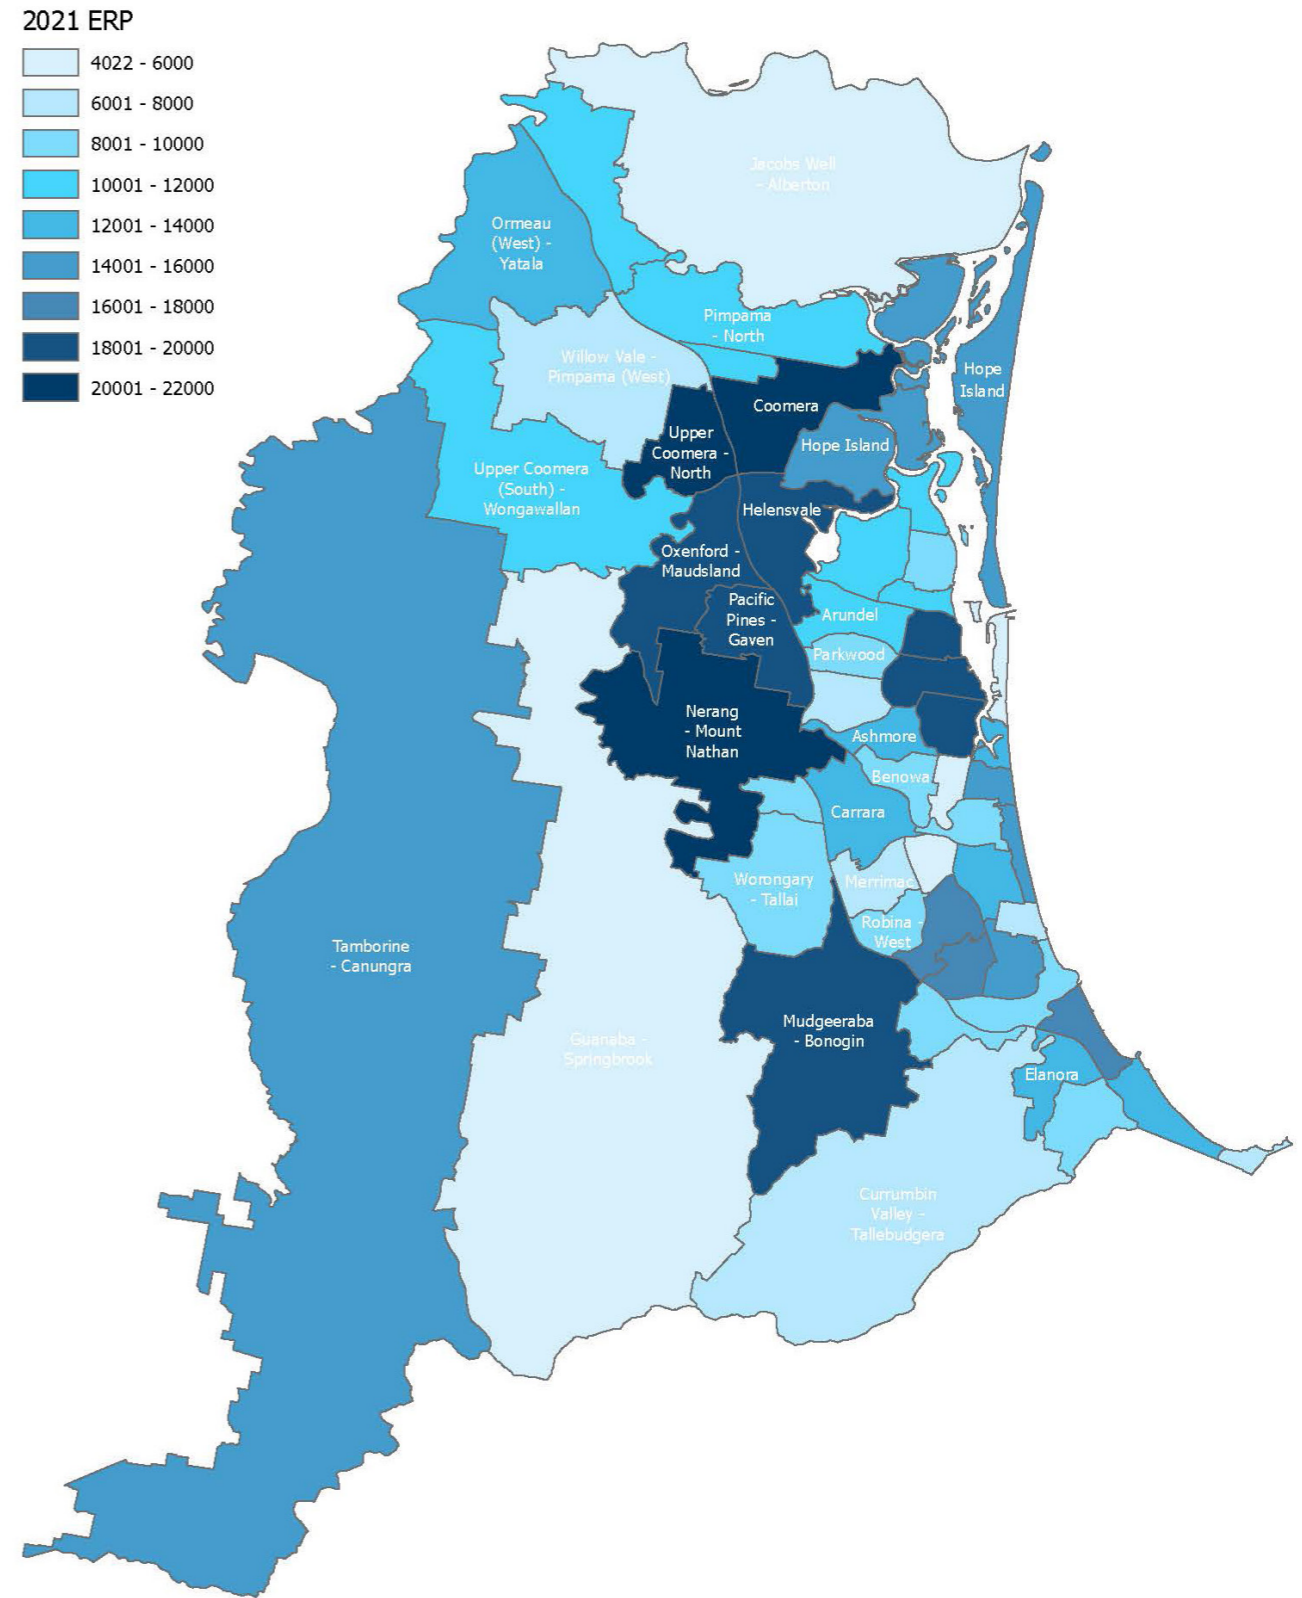 2021 ERP
4022 - 6000
6001 - 8000
8001 - 10000
10001 - 12000
12001 - 14000
14001 - 16000
16001 - 18000
18001 - 20000
20001 - 22000
Jacobs Well
- Alberton
Ormeau
(West) -
Yatala
Pimpama
- North
Willow Vale -
Pimpama (West)
Hope
Island
Coomera
Upper
Coomera -
North
Hope Island
Upper Coomera
(South) -
Wongawallan
Helensvale
Oxenford -
Maudsland
Pacific
Pines -
Gaven
Arundel
Parkwood
Nerang
- Mount
Nathan
Ashmore
Benowa
Carrara
Worongary
- Tallai
Merrimac
Robina -
West
Tamborine
- Canungra
Guanaba -
Springbrook
Mudgeeraba
- Bonogin
Elanora
Currumbin
Valley -
Tallebudgera